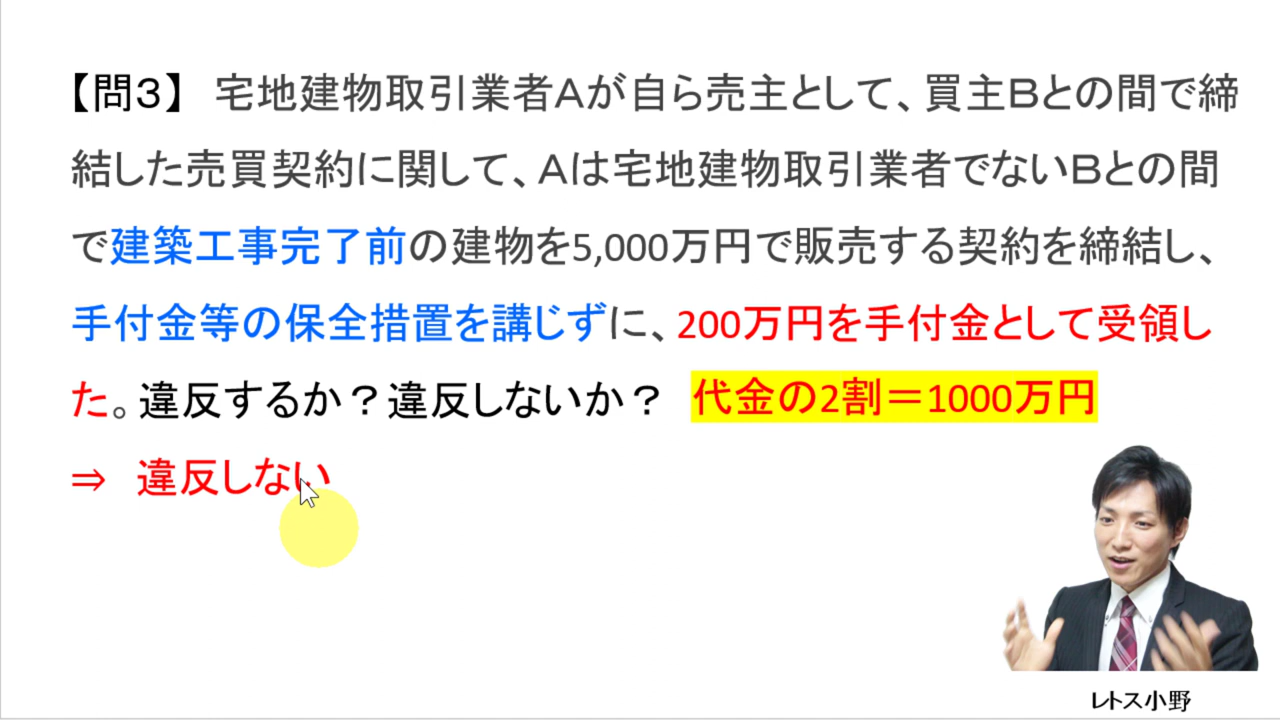 【問３】　宅地建物取引業者Ａが自ら売主として、買主Ｂとの間で締
結した売買契約に関して、Ａは宅地建物取引業者でないＢとの間
で建築工事完了前の建物を5,000万円で販売する契約を締結し、
手付金等の保全措置を講じずに、200万円を手付金として受領し
た。違反するか？違反しないか？　代金の2割＝1000万円
⇒　違反しない
レトス小野